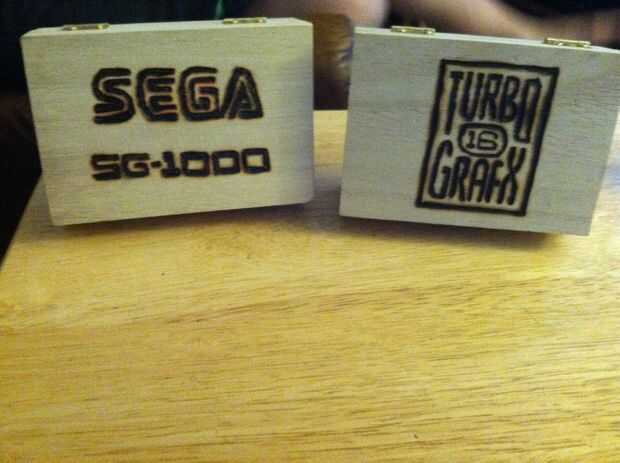 SEGA
SG-1000
TURBO
16
GRAFX